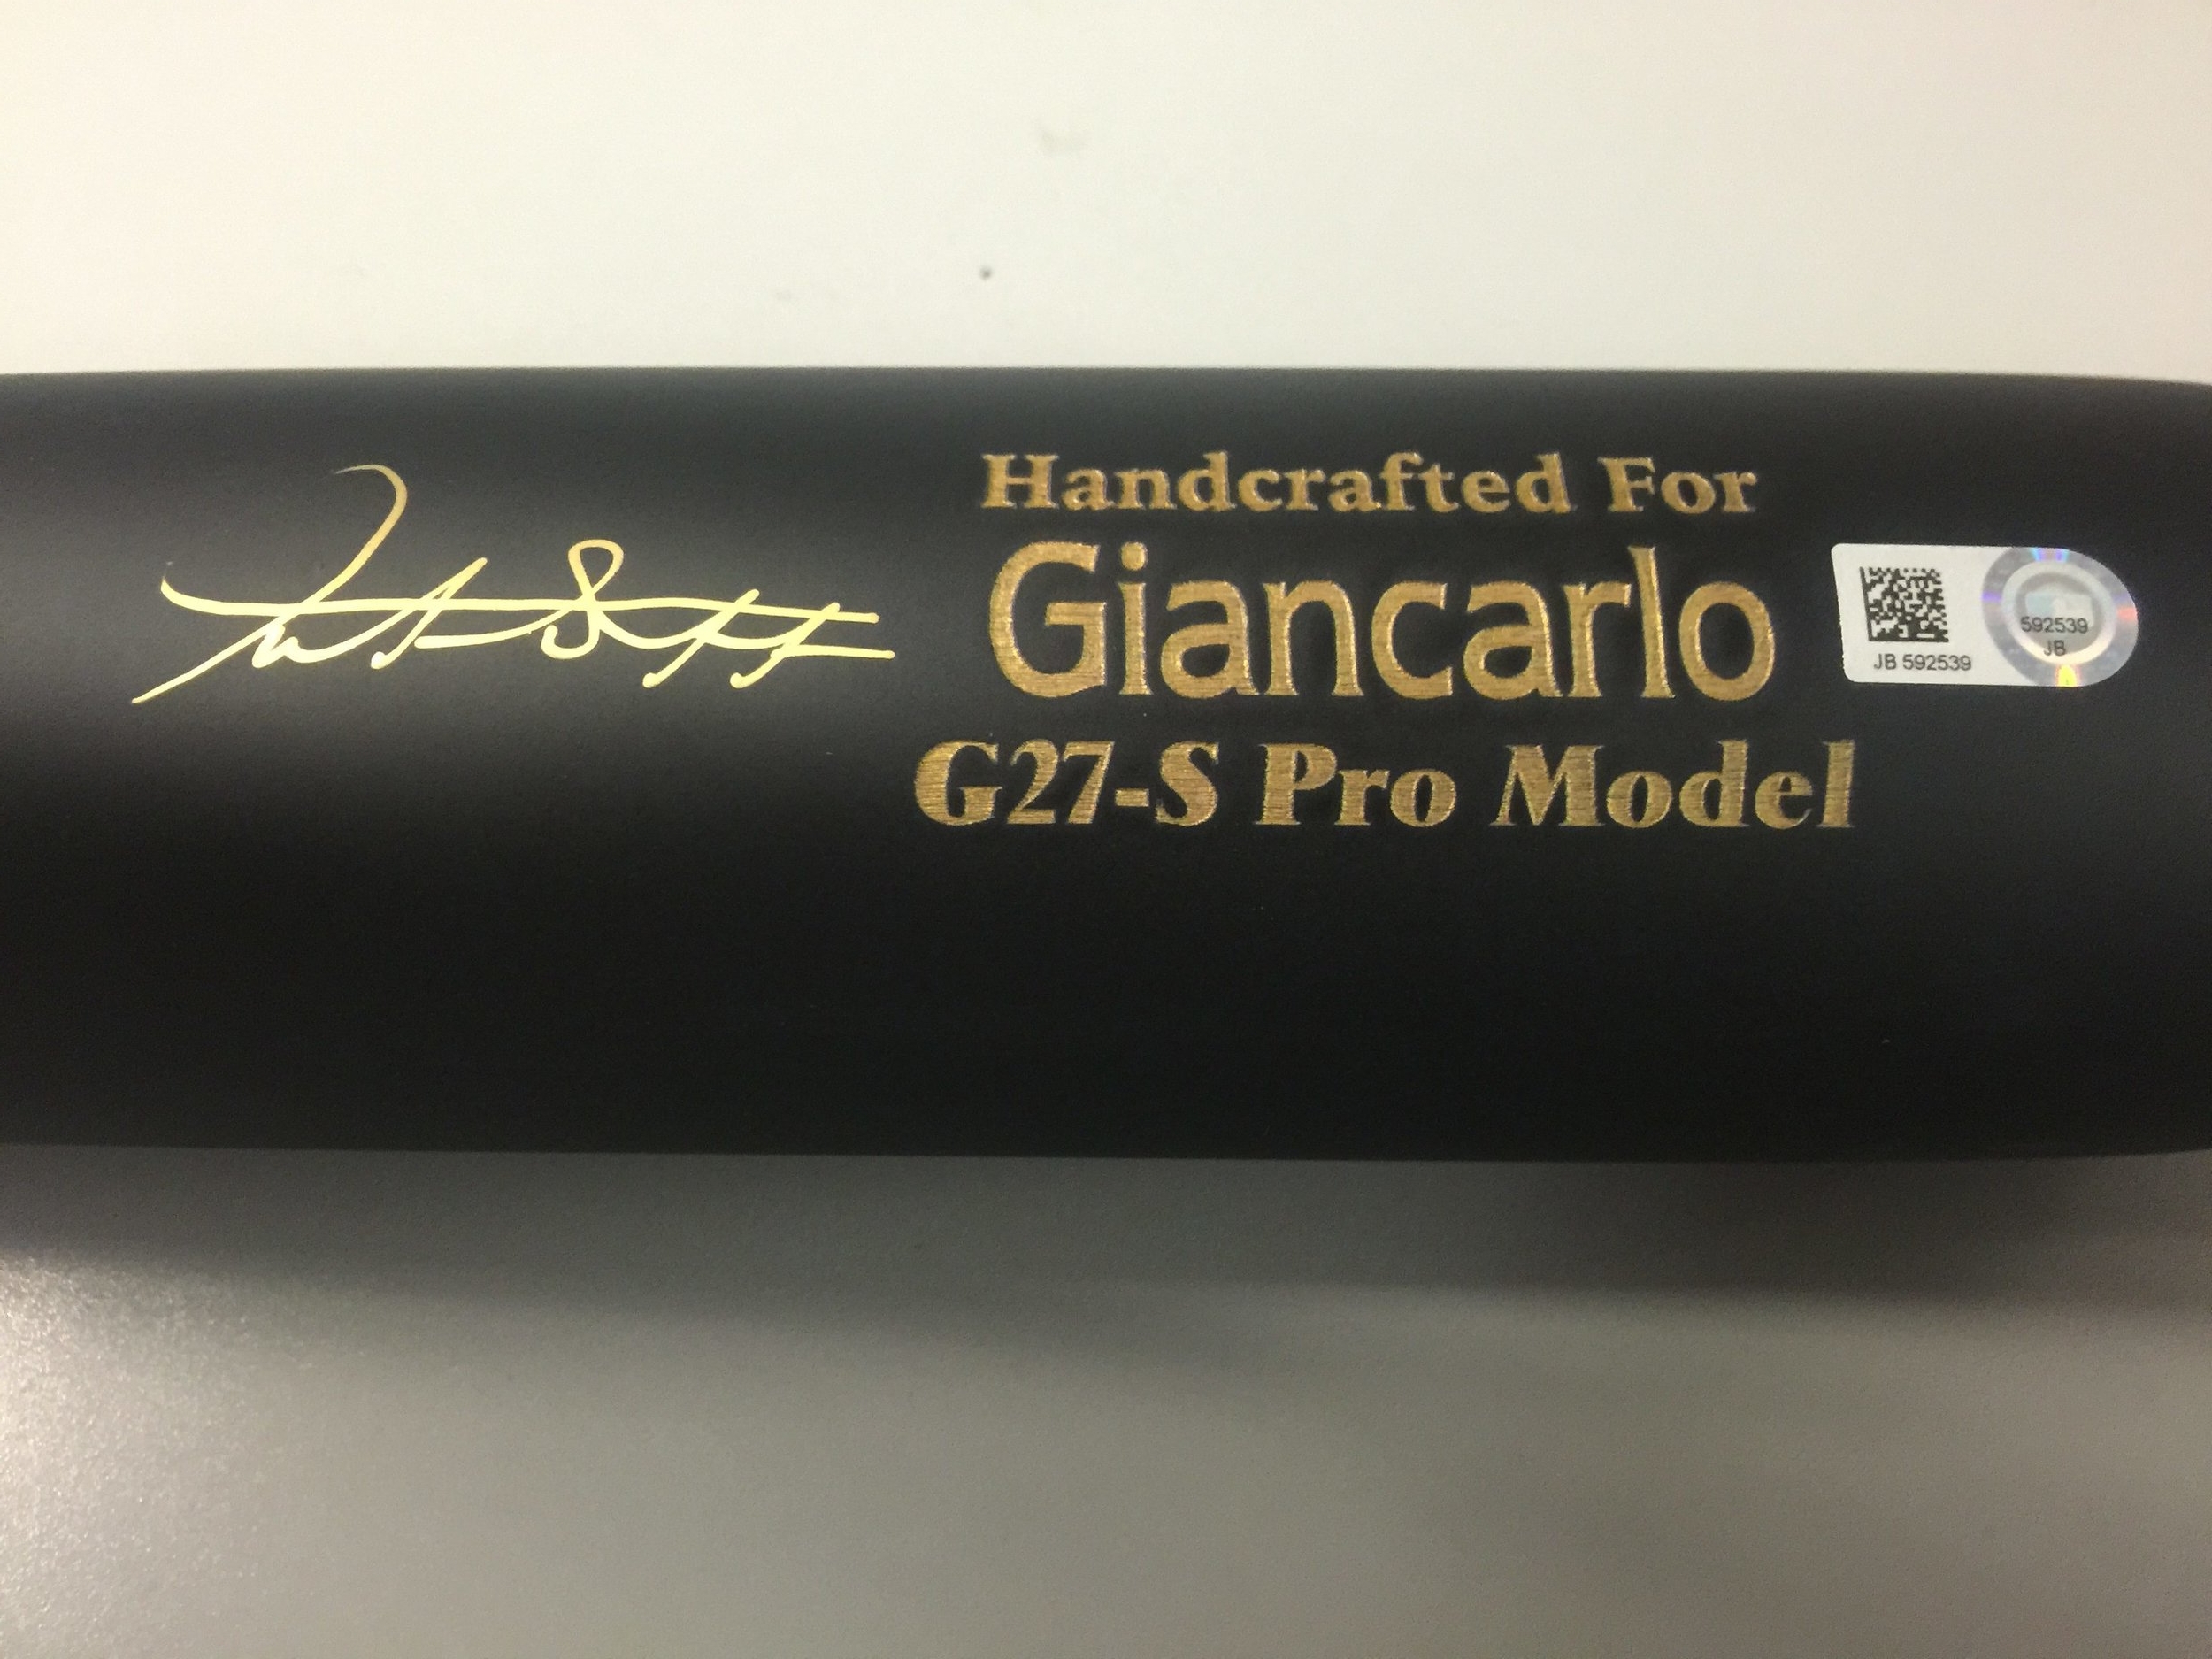 Handcrafted For
Giancarlo
G27-S Pro Model
JB 592539
592539
JB